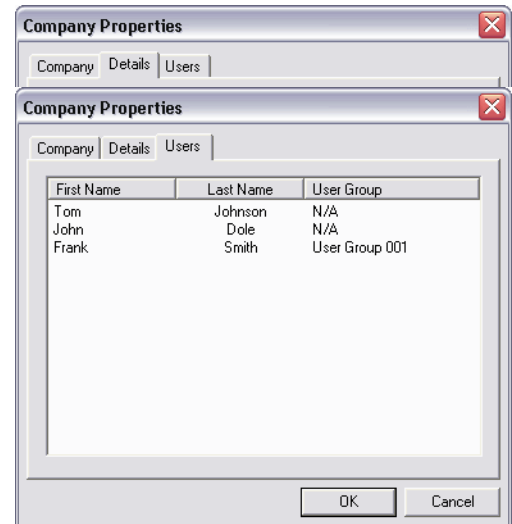 Company Properties
Company Details Users
Company Properties
Company Details Users
First Name Last Name User Group
Tom Johnson N/A
John Dole N/A
Frank Smith User Group 001
OK Cancel